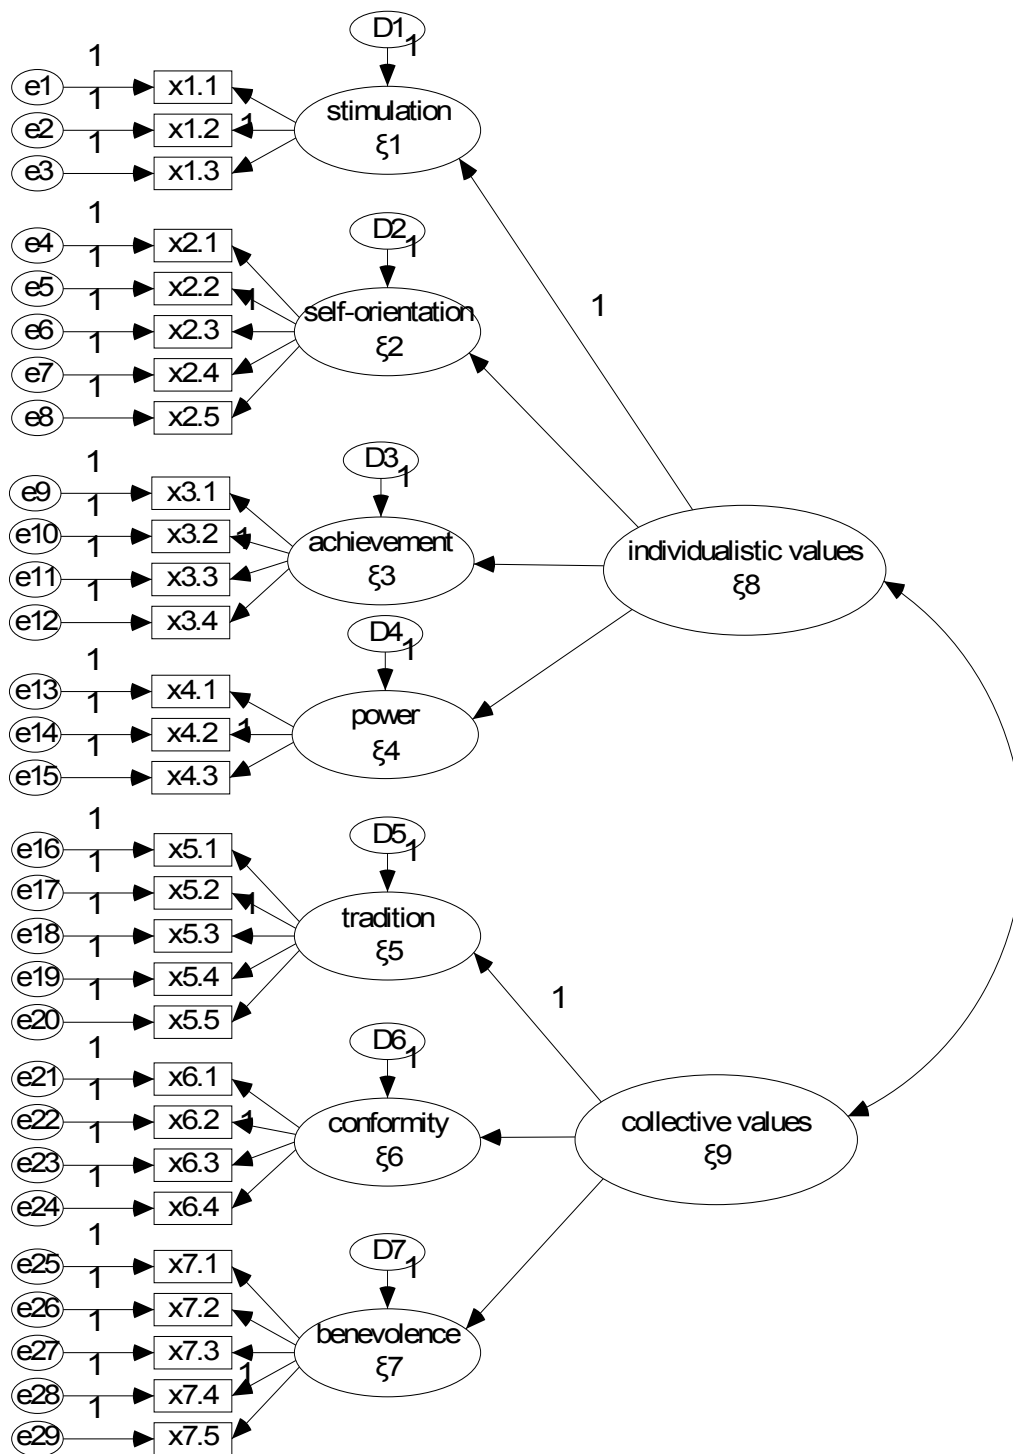 D1
1
1
e1
x1.1
stimulation
ξ1
1
e2
x1.2
1
1
e3
x1.3
1
D2
1
e4
x2.1
1
e5
x2.2
1
self-orientation
ξ2
1
1
e6
x2.3
1
e7
x2.4
1
e8
x2.5
D3
1
1
e9
x3.1
1
e10
x3.2
1
achievement
ξ3
individualistic values
ξ8
1
e11
x3.3
1
e12
x3.4
D4
1
1
e13
x4.1
power
ξ4
1
e14
x4.2
1
1
e15
x4.3
1
D5
1
e16
x5.1
1
e17
x5.2
1
tradition
ξ5
1
e18
x5.3
1
e19
x5.4
1
1
e20
x5.5
D6
1
1
e21
x6.1
1
e22
x6.2
1
conformity
ξ6
collective values
ξ9
1
e23
x6.3
1
e24
x6.4
1
D7
1
e25
x7.1
1
e26
x7.2
benevolence
ξ7
1
e27
x7.3
1
1
e28
x7.4
1
e29
x7.5